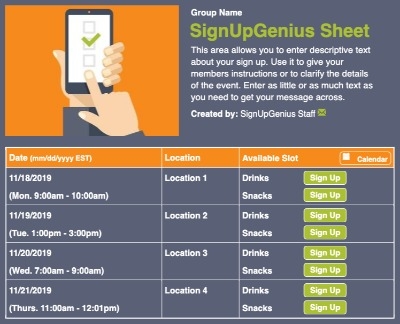 Group Name
SignUpGenius Sheet
This area allows you to enter descriptive text
about your sign up. Use it to give your
members instructions or to clarify the details
of the event. Enter as little or as much text as
you need to get your message across.
Created by: SignUpGenius Staff
Date (mm/dd/yyyy EST) Location Available Slot Calendar
11/18/2019 Location 1 Drinks Sign Up
(Mon. 9:00am - 10:00am) Snacks Sign Up
11/19/2019 Location 2 Drinks Sign Up
(Tue. 1:00pm - 3:00pm) Snacks Sign Up
11/20/2019 Location 3 Drinks Sign Up
(Wed. 7:00am - 9:00am) Snacks Sign Up
11/21/2019 Location 4 Drinks Sign Up
(Thurs. 11:00am - 12:01pm) Snacks Sign Up